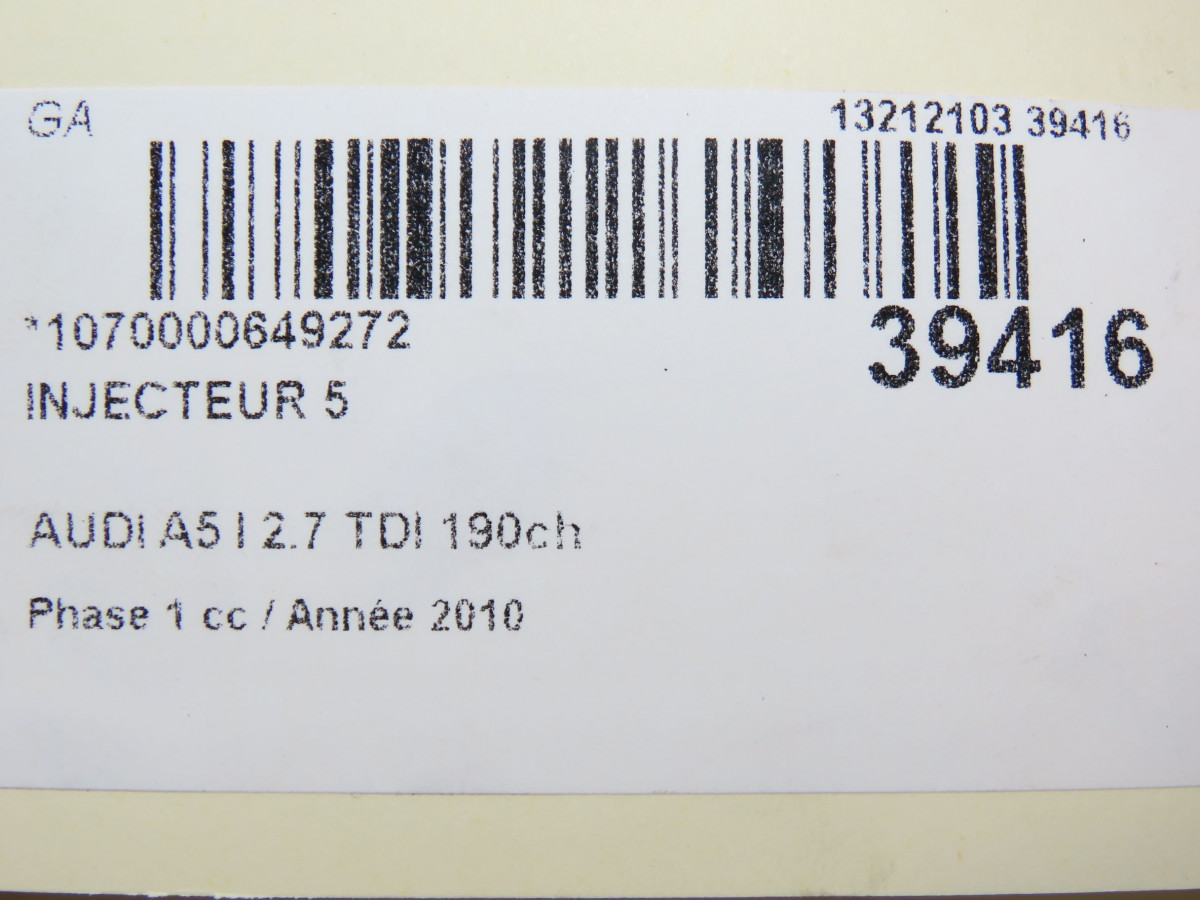 GA
13212103 39416
*1070000649272
39416
INJECTEUR 5
AUDI A5 I 2.7 TDI 190ch
Phase 1 cc / Année 2010